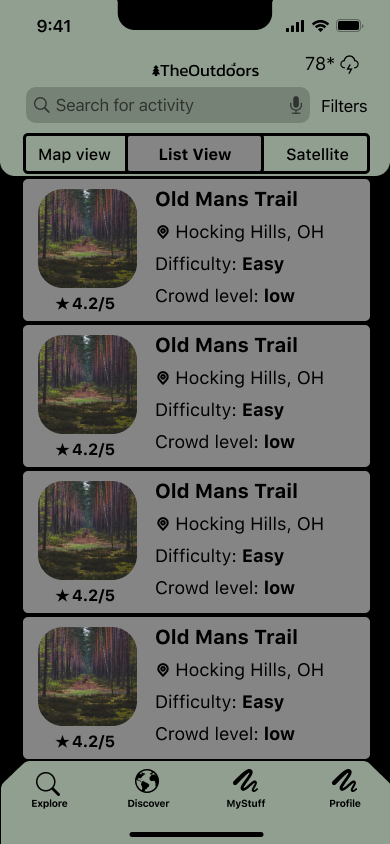 9:41
78*
TheOutdoors
Search for activity
Filters
Map view
List View
Satellite
Old Mans Trail
Hocking Hills, OH
Difficulty: Easy
Crowd level: low
★4.2/5
Old Mans Trail
Hocking Hills, OH
Difficulty: Easy
Crowd level: low
★4.2/5
Old Mans Trail
Hocking Hills, OH
Difficulty: Easy
Crowd level: low
★4.2/5
Old Mans Trail
Hocking Hills, OH
Difficulty: Easy
Crowd level: low
★4.2/5
Explore
Discover
MyStuff
Profile